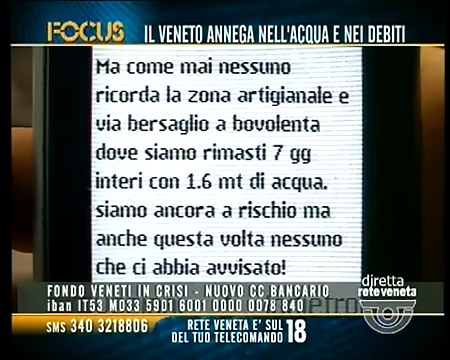 FOCUS
IL VENETO ANNEGA NELL'ACQUA E NEI DEBITI
Ma come mai nessuno
ricorda la zona artigianale e
via bersaglio a bovolenta
dove siamo rimasti 7 gg
interi con 1.6 mt di acqua.
siamo ancora a rischio ma
anche questa volta nessuno
che ci abbia avvisato!
FONDO VENETI IN CRISI - NUOVO CC BANCARIO
iban IT53 M033 5901 6001 0000 0078 840
diretta
reteveneta
SMS 340 3218806
RETE VENETA E' SUL 18
DEL TUO TELECOMANDO